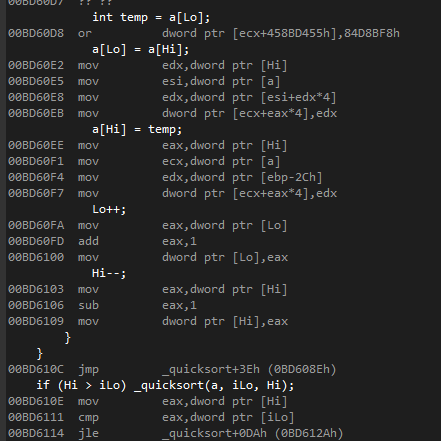 00BD60D7 ?? ??
int temp = a[Lo];
00BD60D8 or dword ptr [ecx+458BD455h],84D8BF8h
a[Lo] = a[Hi];
00BD60E2 mov edx,dword ptr [Hi]
00BD60E5 mov esi,dword ptr [a]
00BD60E8 mov edx,dword ptr [esi+edx*4]
00BD60EB mov dword ptr [ecx+eax*4],edx
a[Hi] = temp;
00BD60EE mov eax,dword ptr [Hi]
00BD60F1 mov ecx,dword ptr [a]
00BD60F4 mov edx,dword ptr [ebp-2Ch]
00BD60F7 mov dword ptr [ecx+eax*4],edx
Lo++;
00BD60FA mov eax,dword ptr [Lo]
00BD60FD add eax,1
00BD6100 mov dword ptr [Lo],eax
Hi--;
00BD6103 mov eax,dword ptr [Hi]
00BD6106 sub eax,1
00BD6109 mov dword ptr [Hi],eax
}
}
00BD610C jmp _quicksort+3Eh (0BD608Eh)
if (Hi > iLo) _quicksort(a, iLo, Hi);
00BD610E mov eax,dword ptr [Hi]
00BD6111 cmp eax,dword ptr [iLo]
00BD6114 jle _quicksort+0DAh (0BD612Ah)